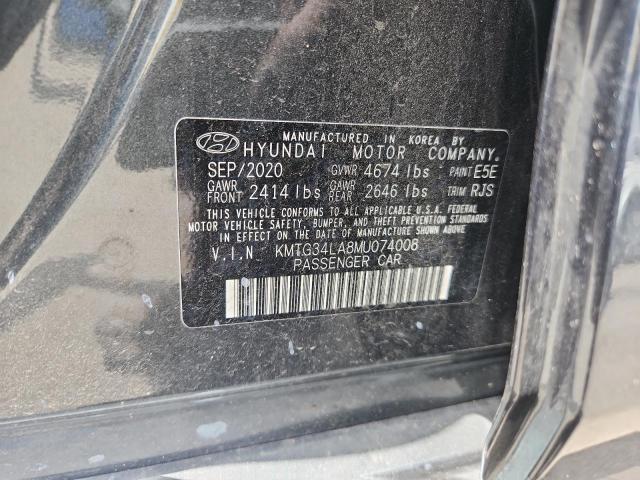 MANUFACTURED IN KOREA BY
HYUNDAI MOTOR COMPANY.
SEP/2020 GVWR 4674 lbs PAINT E5E
GAWR FRONT 2414 lbs GAWR REAR 2646 lbs TRIM RJS
THIS VEHICLE CONFORMS TO ALL APPLICABLE U.S.A. FEDERAL
MOTOR VEHICLE SAFETY, BUMPER, AND THEFT PREVENTION STANDARDS
IN EFFECT ON THE DATE OF MANUFACTURE SHOWN ABOVE.
V.I.N KMTG34LA8MU074008
PASSENGER CAR